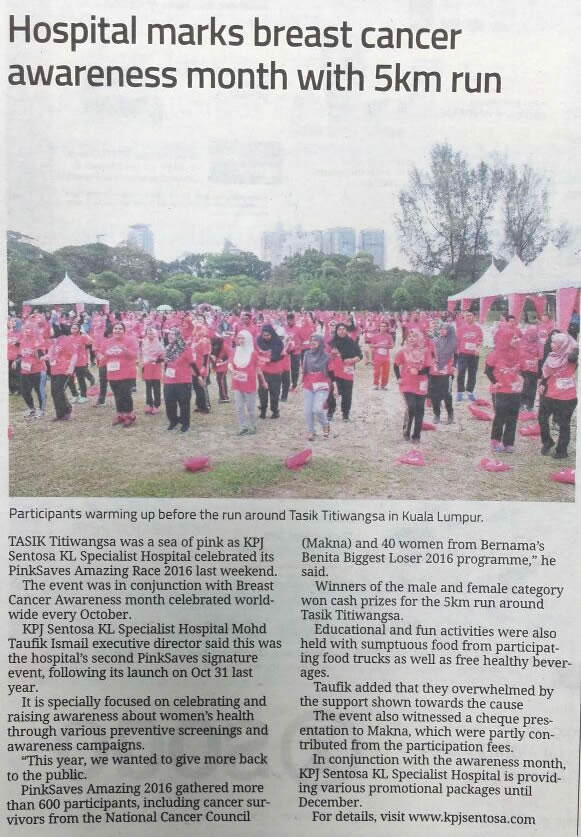 Hospital marks breast cancer
awareness month with 5km run
Participants warming up before the run around Tasik Titiwangsa in Kuala Lumpur.
TASIK Titiwangsa was a sea of pink as KPJ
Sentosa KL Specialist Hospital celebrated its
PinkSaves Amazing Race 2016 last weekend.
The event was in conjunction with Breast
Cancer Awareness month celebrated world-
wide every October.
KPJ Sentosa KL Specialist Hospital Mohd
Taufik Ismail executive director said this was
the hospital's second PinkSaves signature
event, following its launch on Oct 31 last
year.
It is specially focused on celebrating and
raising awareness about women's health
through various preventive screenings and
awareness campaigns.
"This year, we wanted to give more back
to the public.
PinkSaves Amazing 2016 gathered more
than 600 participants, including cancer sur-
vivors from the National Cancer Council
(Makna) and 40 women from Bernama's
Benita Biggest Loser 2016 programme," he
said.
Winners of the male and female category
won cash prizes for the 5km run around
Tasik Titiwangsa.
Educational and fun activities were also
held with sumptuous food from participat-
ing food trucks as well as free healthy bever-
ages.
Taufik added that they overwhelmed by
the support shown towards the cause
The event also witnessed a cheque pres-
entation to Makna, which were partly con-
tributed from the participation fees.
In conjunction with the awareness month,
KPJ Sentosa KL Specialist Hospital is provid-
ing various promotional packages until
December.
For details, visit www.kpjsentosa.com